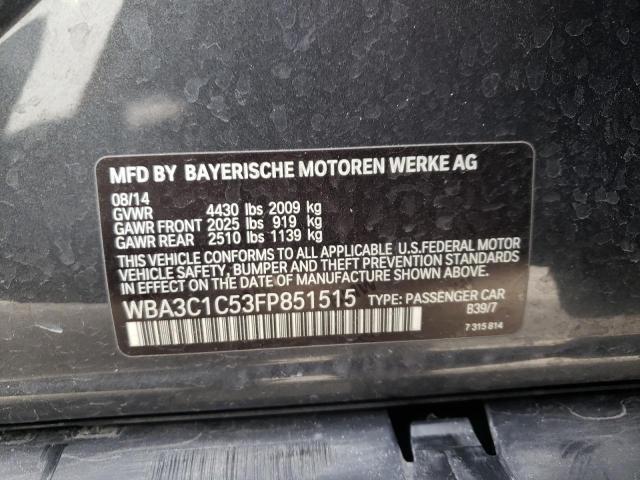 MFD BY BAYERISCHE MOTOREN WERKE AG
08/14
GVWR 4430 lbs 2009 kg
GAWR FRONT 2025 lbs 919 kg
GAWR REAR 2510 lbs 1139 kg
THIS VEHICLE CONFORMS TO ALL APPLICABLE U.S.FEDERAL MOTOR
VEHICLE SAFETY, BUMPER, AND THEFT PREVENTION STANDARDS
IN EFFECT ON THE DATE OF MANUFACTURE SHOWN ABOVE.
WBA3C1C53FP851515 TYPE: PASSENGER CAR
B39/7
7 315 814